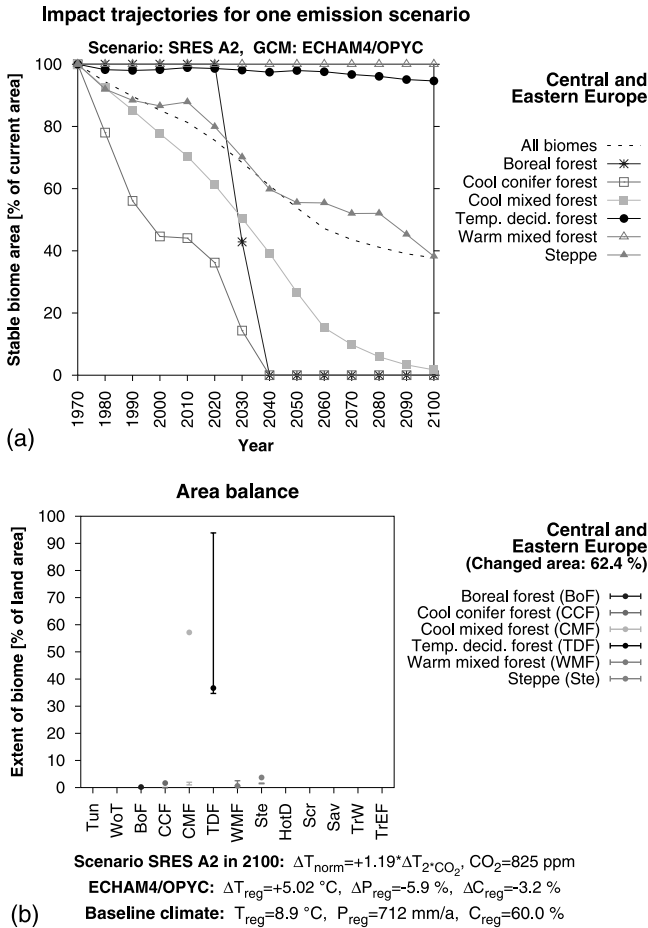 Impact trajectories for one emission scenario
Scenario: SRES A2, GCM: ECHAM4/OPYC
Stable biome area [% of current area]
100
80
60
40
20
0
1970
1980
1990
2000
2010
2020
2030
2040
2050
2060
2070
2080
2090
2100
Year
(a)
Central and
Eastern Europe
All biomes
Boreal forest
Cool conifer forest
Cool mixed forest
Temp. decid. forest
Warm mixed forest
Steppe
Area balance
Extent of biome [% of land area]
100
90
80
70
60
50
40
30
20
10
0
Tun
WoT
BoF
CCF
CMF
TDF
WMF
Ste
HotD
Scr
Sav
TrW
TrEF
Central and
Eastern Europe
(Changed area: 62.4 %)
Boreal forest (BoF)
Cool conifer forest (CCF)
Cool mixed forest (CMF)
Temp. decid. forest (TDF)
Warm mixed forest (WMF)
Steppe (Ste)
Scenario SRES A2 in 2100: ΔTnorm=+1.19*ΔT2*CO2, CO2=825 ppm
ECHAM4/OPYC: ΔTreg=+5.02 °C, ΔPreg=-5.9 %, ΔCreg=-3.2 %
(b) Baseline climate: Treg=8.9 °C, Preg=712 mm/a, Creg=60.0 %